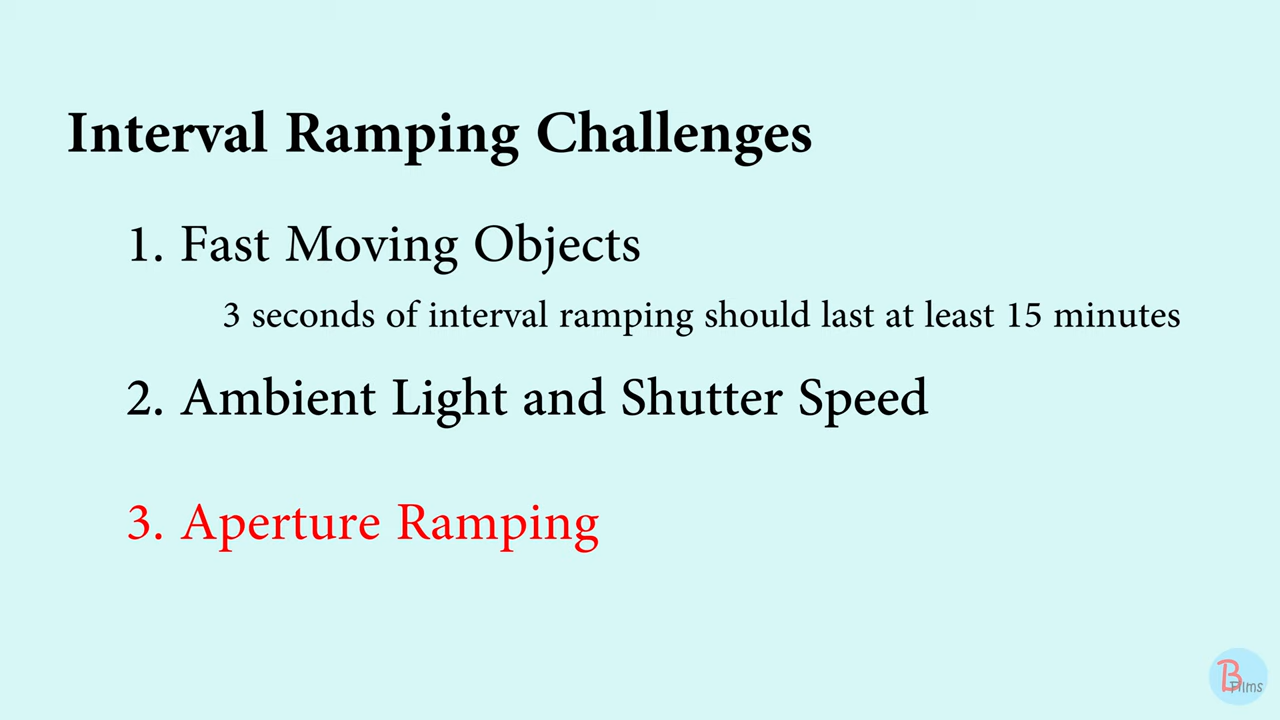 Interval Ramping Challenges
1. Fast Moving Objects
3 seconds of interval ramping should last at least 15 minutes
2. Ambient Light and Shutter Speed
3. Aperture Ramping
B
Films